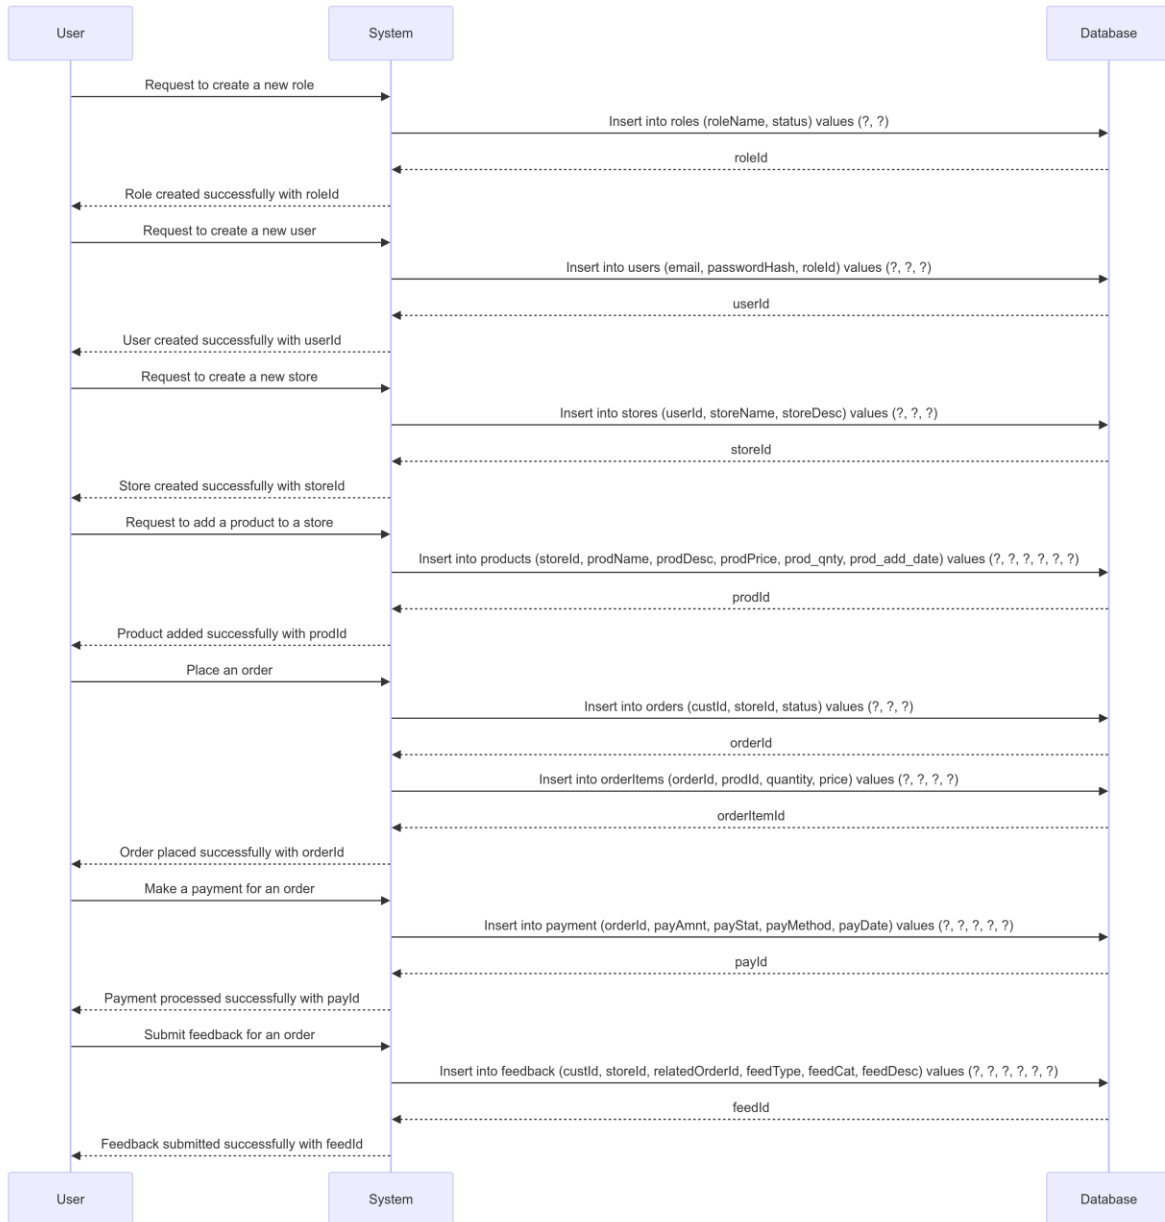 User
System
Database
Request to create a new role
Insert into roles (roleName, status) values (?, ?)
roleId
Role created successfully with roleId
Request to create a new user
Insert into users (email, passwordHash, roleId) values (?, ?, ?)
userId
User created successfully with userId
Request to create a new store
Insert into stores (userId, storeName, storeDesc) values (?, ?, ?)
storeId
Store created successfully with storeId
Request to add a product to a store
Insert into products (storeId, prodName, prodDesc, prodPrice, prod_qnty, prod_add_date) values (?, ?, ?, ?, ?, ?)
prodId
Product added successfully with prodId
Place an order
Insert into orders (custId, storeId, status) values (?, ?, ?)
orderId
Insert into orderItems (orderId, prodId, quantity, price) values (?, ?, ?, ?)
orderItemId
Order placed successfully with orderId
Make a payment for an order
Insert into payment (orderId, payAmnt, payStat, payMethod, payDate) values (?, ?, ?, ?, ?)
payId
Payment processed successfully with payId
Submit feedback for an order
Insert into feedback (custId, storeId, relatedOrderId, feedType, feedCat, feedDesc) values (?, ?, ?, ?, ?, ?)
feedId
Feedback submitted successfully with feedId
User
System
Database